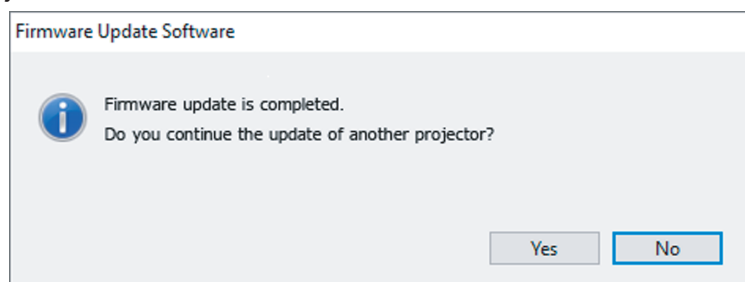 Firmware Update Software
Firmware update is completed.
Do you continue the update of another projector?
Yes
No